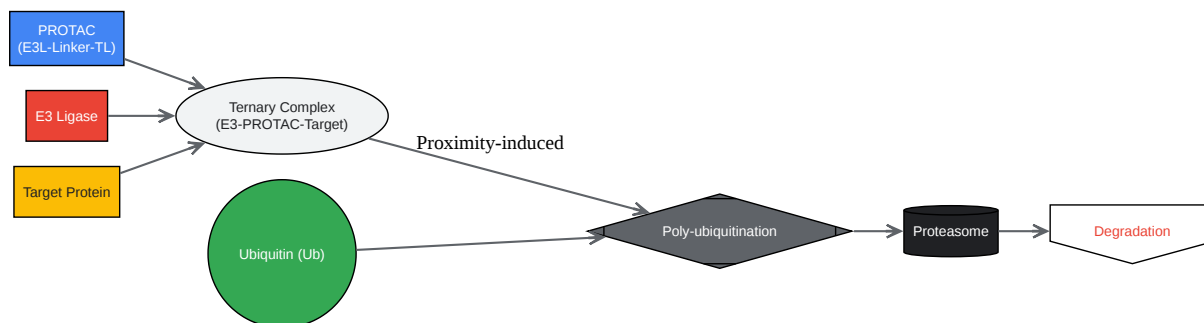 PROTAC
(E3L-Linker-TL)
E3 Ligase
Target Protein
Ternary Complex
(E3-PROTAC-Target)
Proximity-induced
Ubiquitin (Ub)
Poly-ubiquitination
Proteasome
Degradation